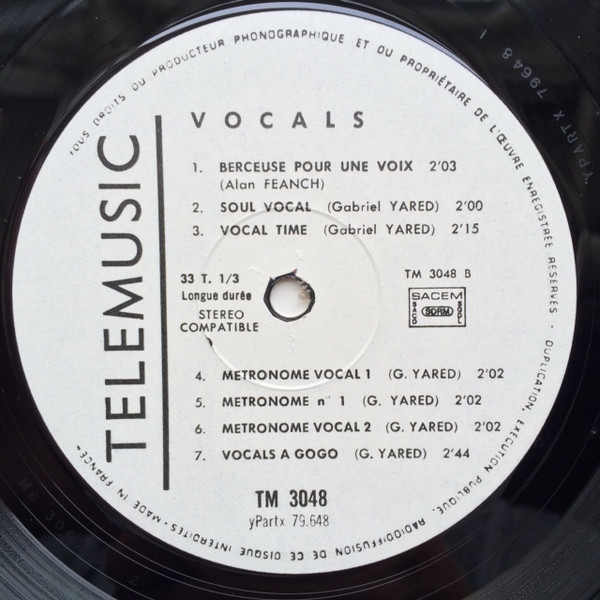 TOUS DROITS DU PRODUCTEUR PHONOGRAPHIQUE ET DU PROPRIÉTAIRE DE L'ŒUVRE ENREGISTRÉE RÉSERVÉS · DUPLICATION, EXÉCUTION PUBLIQUE, RADIODIFFUSION DE CE DISQUE INTERDITES - MADE IN FRANCE -
TELEMUSIC
VOCALS
1. BERCEUSE POUR UNE VOIX 2'03
(Alan FEANCH)
2. SOUL VOCAL (Gabriel YARED) 2'00
3. VOCAL TIME (Gabriel YARED) 2'15
33 T. 1/3
Longue durée
STEREO
COMPATIBLE
TM 3048 B
SACEM
SACD SDRM SGDL
4. METRONOME VOCAL 1 (G. YARED) 2'02
5. METRONOME n° 1 (G. YARED) 2'02
6. METRONOME VOCAL 2 (G. YARED) 2'02
7. VOCALS A GOGO (G. YARED) 2'44
TM 3048
yPartx 79.648
YPARTX 79648 1